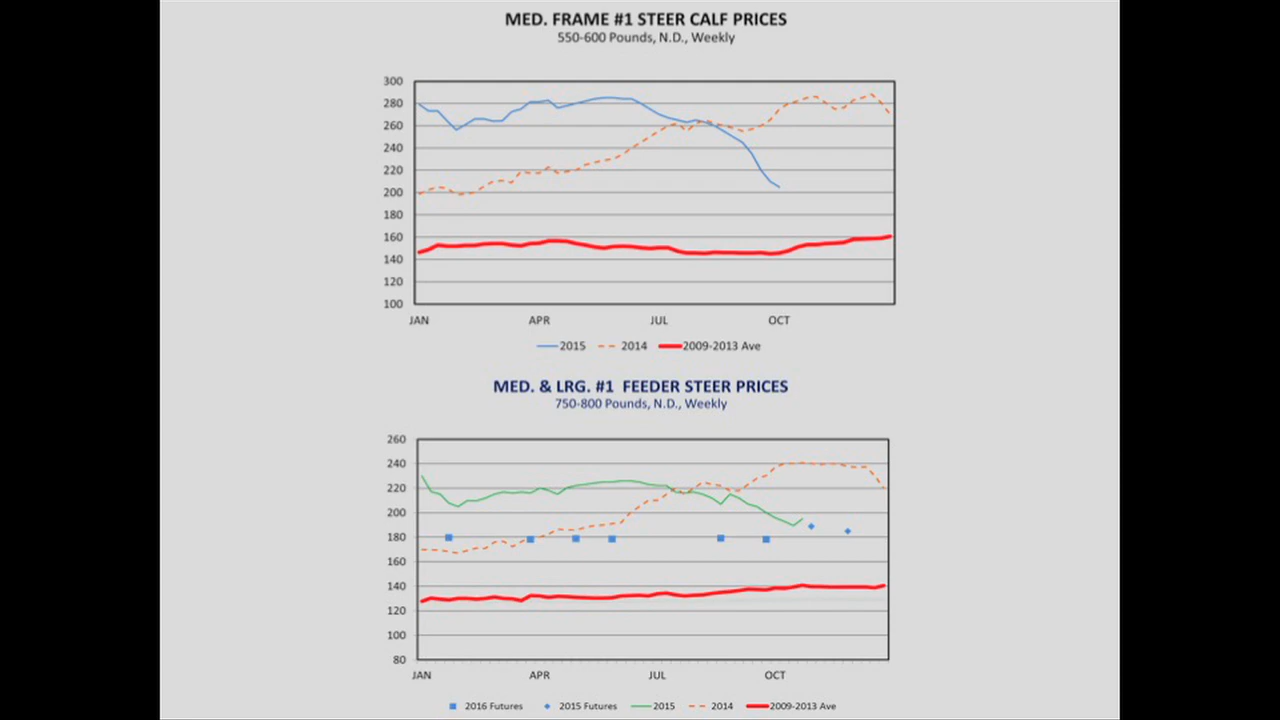 MED. FRAME #1 STEER CALF PRICES
550-600 Pounds, N.D., Weekly
300
280
260
240
220
200
180
160
140
120
100
JAN APR JUL OCT
2015 2014 2009-2013 Ave
MED. & LRG. #1 FEEDER STEER PRICES
750-800 Pounds, N.D., Weekly
260
240
220
200
180
160
140
120
100
80
JAN APR JUL OCT
2016 Futures 2015 Futures 2015 2014 2009-2013 Ave